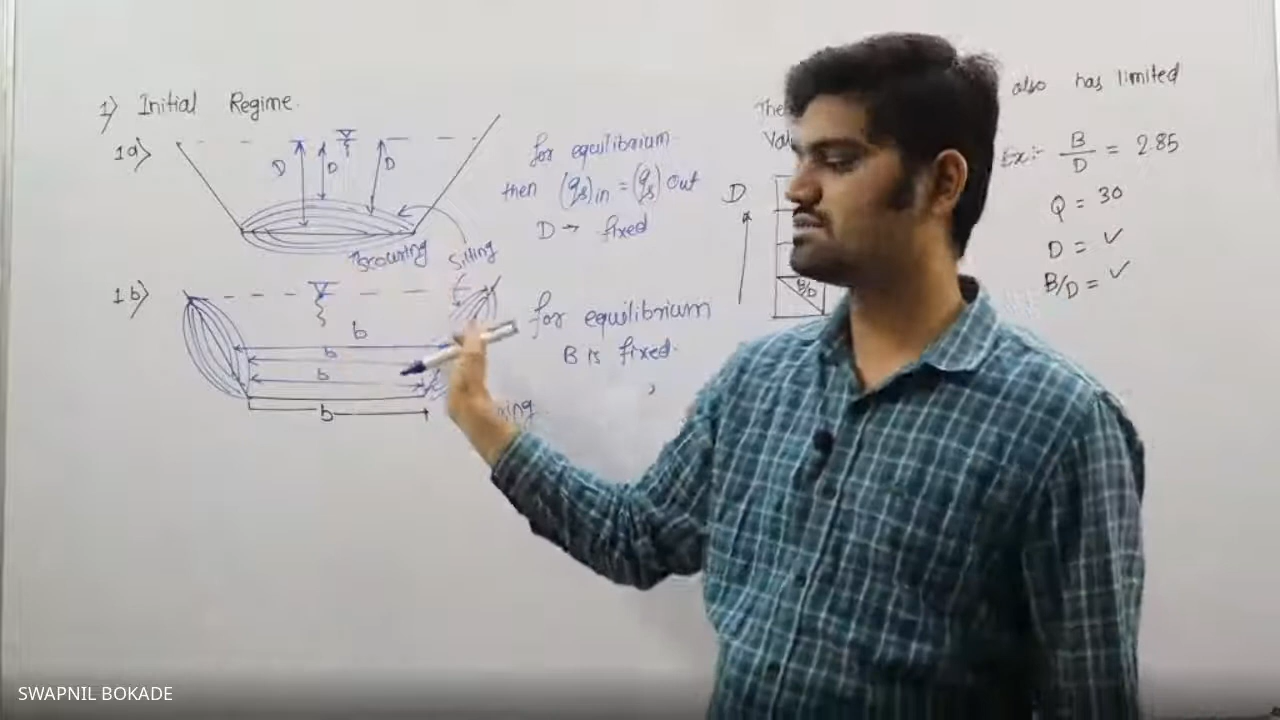 1) Initial Regime.
1a)
D
D
D
for equilibrium
then (qs)in = (qs) Out
D → fixed
Scouring
Silting
1b)
b
b
b
b
for equilibrium
B is fixed.
also has limited
D
B/D
Ex:- B/D = 2.85
Q = 30
D = ✓
B/D = ✓
SWAPNIL BOKADE